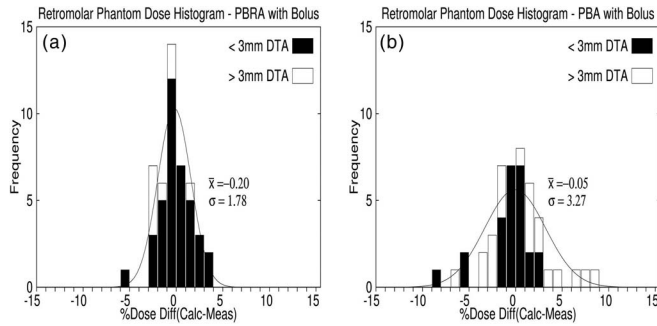 Retromolar Phantom Dose Histogram - PBRA with Bolus
(a)
< 3mm DTA
> 3mm DTA
x̄ =-0.20
σ =1.78
Frequency
15
10
5
0
-15 -10 -5 0 5 10 15
%Dose Diff(Calc-Meas)
Retromolar Phantom Dose Histogram - PBA with Bolus
(b)
< 3mm DTA
> 3mm DTA
x̄ =-0.05
σ = 3.27
Frequency
15
10
5
0
-15 -10 -5 0 5 10 15
%Dose Diff(Calc-Meas)